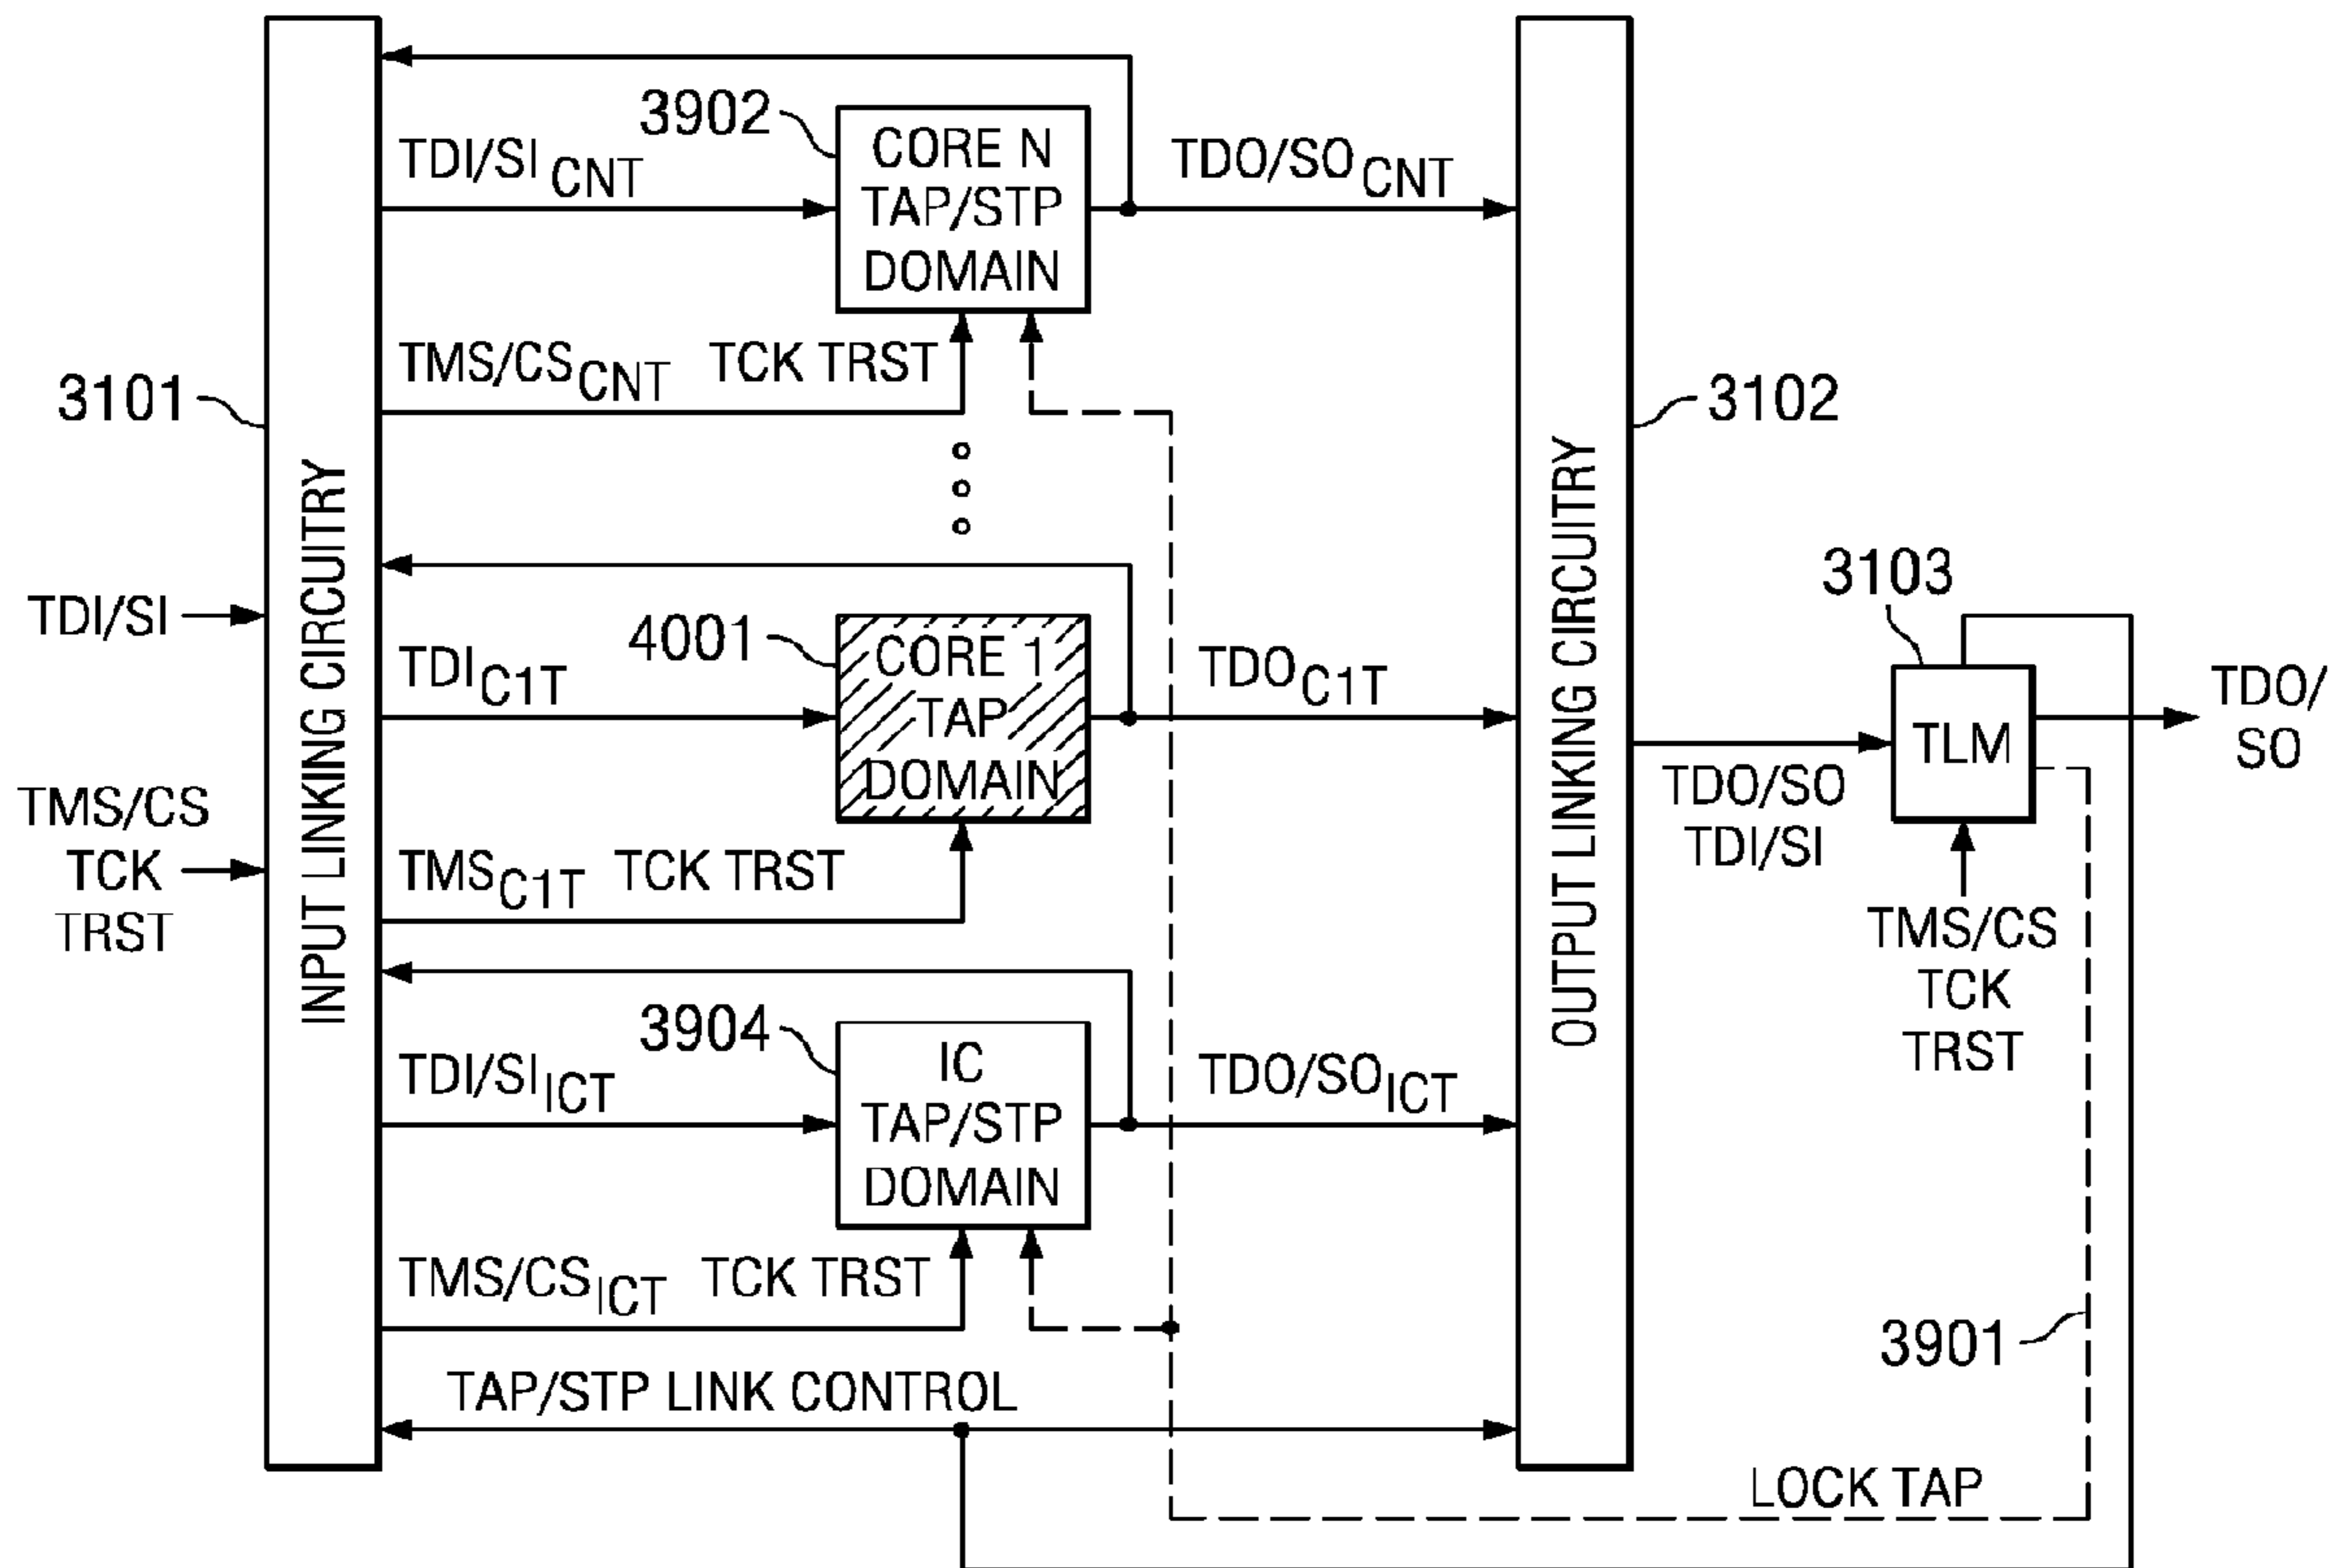 3902
CORE N
TAP/STP
DOMAIN
TDI/SI CNT
TDO/SO CNT
TMS/CS CNT TCK TRST
3101
3102
INPUT LINKING CIRCUITRY
OUTPUT LINKING CIRCUITRY
TDI/SI
TMS/CS
TCK
TRST
4001
CORE 1
TAP
DOMAIN
TDI C1T
TDO C1T
TMS C1T TCK TRST
3103
TLM
TDO/
SO
TDO/SO
TDI/SI
TMS/CS
TCK
TRST
3904
IC
TAP/STP
DOMAIN
TDI/SI ICT
TDO/SO ICT
TMS/CS ICT TCK TRST
3901
TAP/STP LINK CONTROL
LOCK TAP